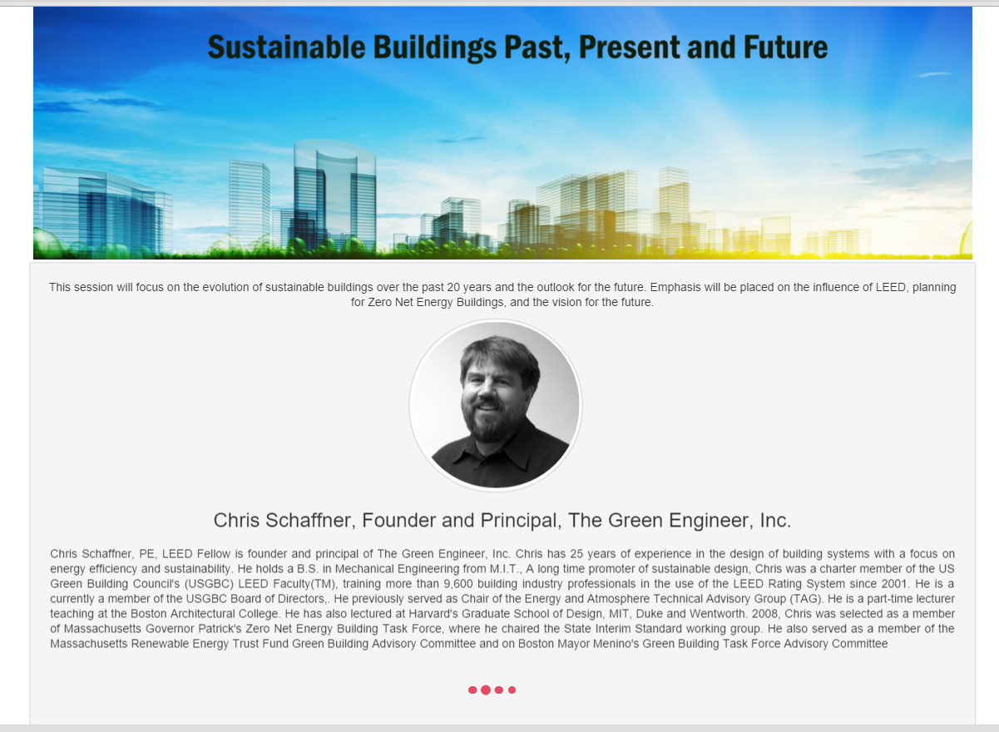 Sustainable Buildings Past, Present and Future
This session will focus on the evolution of sustainable buildings over the past 20 years and the outlook for the future. Emphasis will be placed on the influence of LEED, planning
for Zero Net Energy Buildings, and the vision for the future.
Chris Schaffner, Founder and Principal, The Green Engineer, Inc.
Chris Schaffner, PE, LEED Fellow is founder and principal of The Green Engineer, Inc. Chris has 25 years of experience in the design of building systems with a focus on
energy efficiency and sustainability. He holds a B.S. in Mechanical Engineering from M.I.T., A long time promoter of sustainable design, Chris was a charter member of the US
Green Building Council's (USGBC) LEED Faculty(TM), training more than 9,600 building industry professionals in the use of the LEED Rating System since 2001. He is a
currently a member of the USGBC Board of Directors,. He previously served as Chair of the Energy and Atmosphere Technical Advisory Group (TAG). He is a part-time lecturer
teaching at the Boston Architectural College. He has also lectured at Harvard's Graduate School of Design, MIT, Duke and Wentworth. 2008, Chris was selected as a member
of Massachusetts Governor Patrick's Zero Net Energy Building Task Force, where he chaired the State Interim Standard working group. He also served as a member of the
Massachusetts Renewable Energy Trust Fund Green Building Advisory Committee and on Boston Mayor Menino's Green Building Task Force Advisory Committee